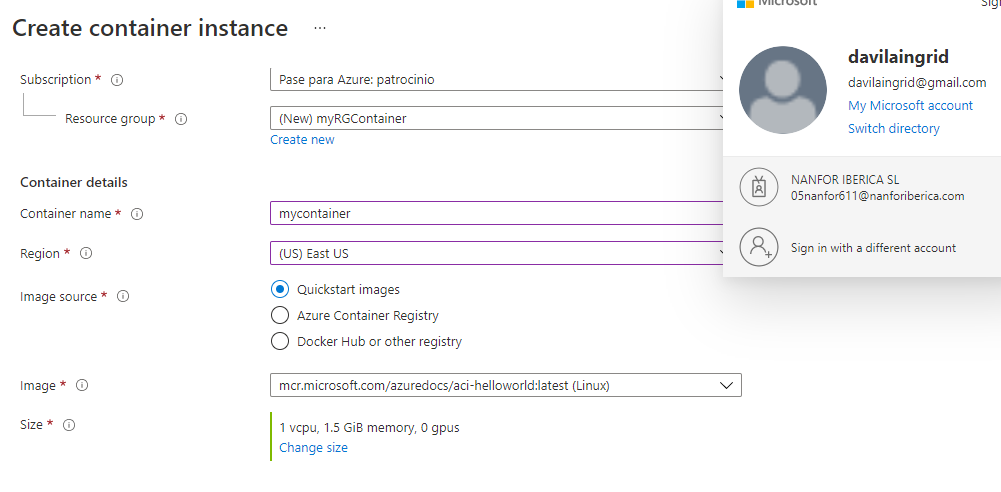 Create container instance ...
Subscription *
Pase para Azure: patrocinio
Resource group *
(New) myRGContainer
Create new
Container details
Container name *
mycontainer
Region *
(US) East US
Image source *
Quickstart images
Azure Container Registry
Docker Hub or other registry
Image *
mcr.microsoft.com/azuredocs/aci-helloworld:latest (Linux)
Size *
1 vcpu, 1.5 GiB memory, 0 gpus
Change size
Microsoft
davilaingrid
davilaingrid@gmail.com
My Microsoft account
Switch directory
NANFOR IBERICA SL
05nanfor611@nanforiberica.com
Sign in with a different account